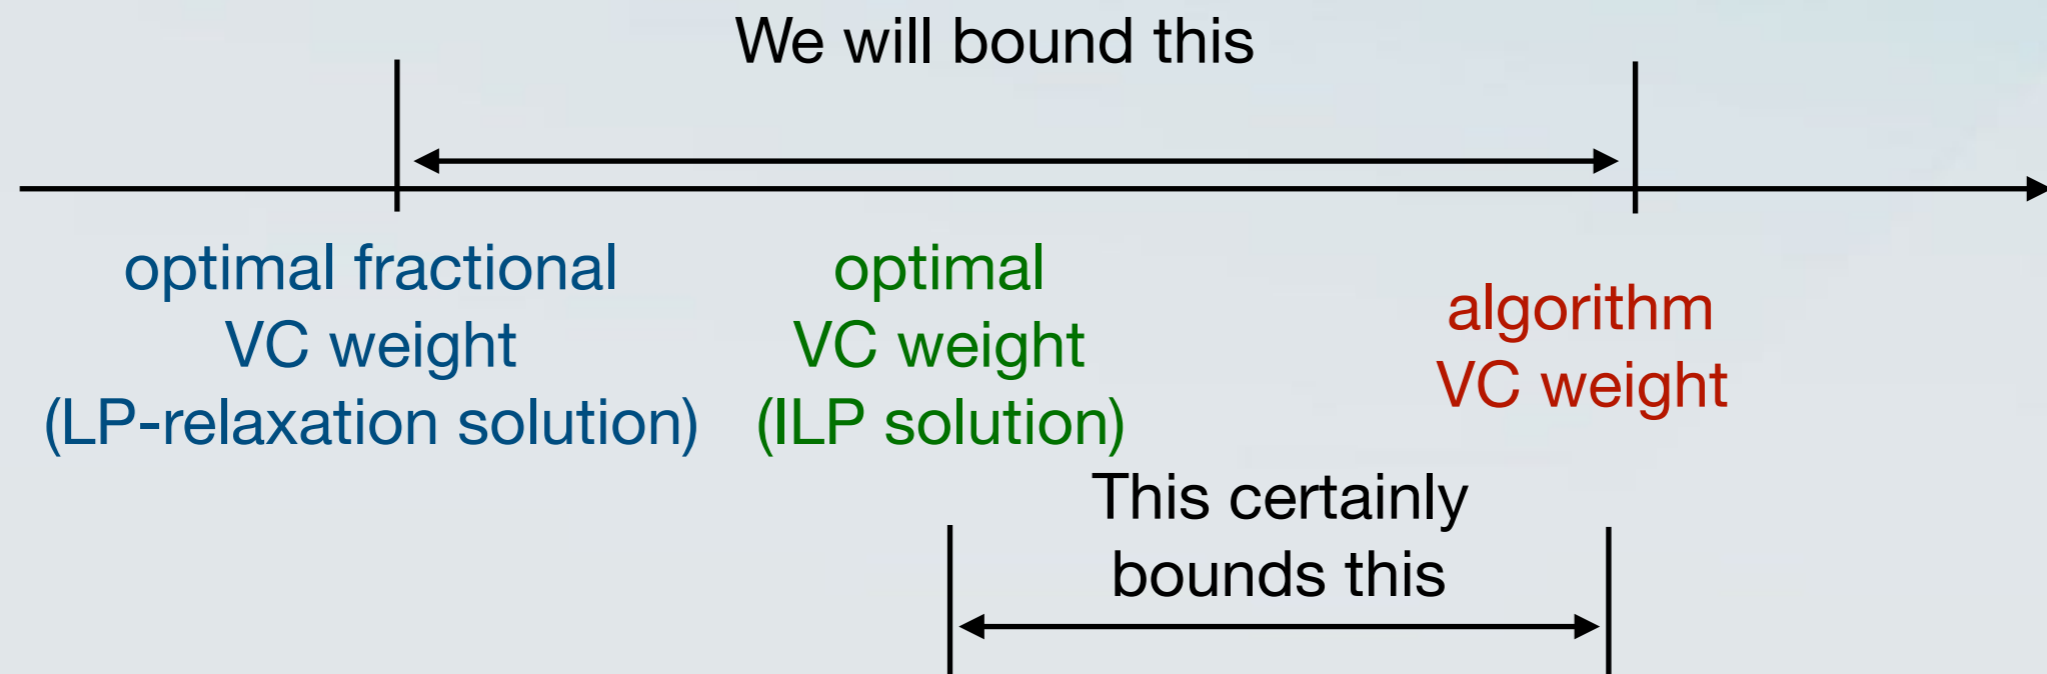 We will bound this
optimal fractional
VC weight
(LP-relaxation solution)
optimal
VC weight
(ILP solution)
algorithm
VC weight
This certainly
bounds this